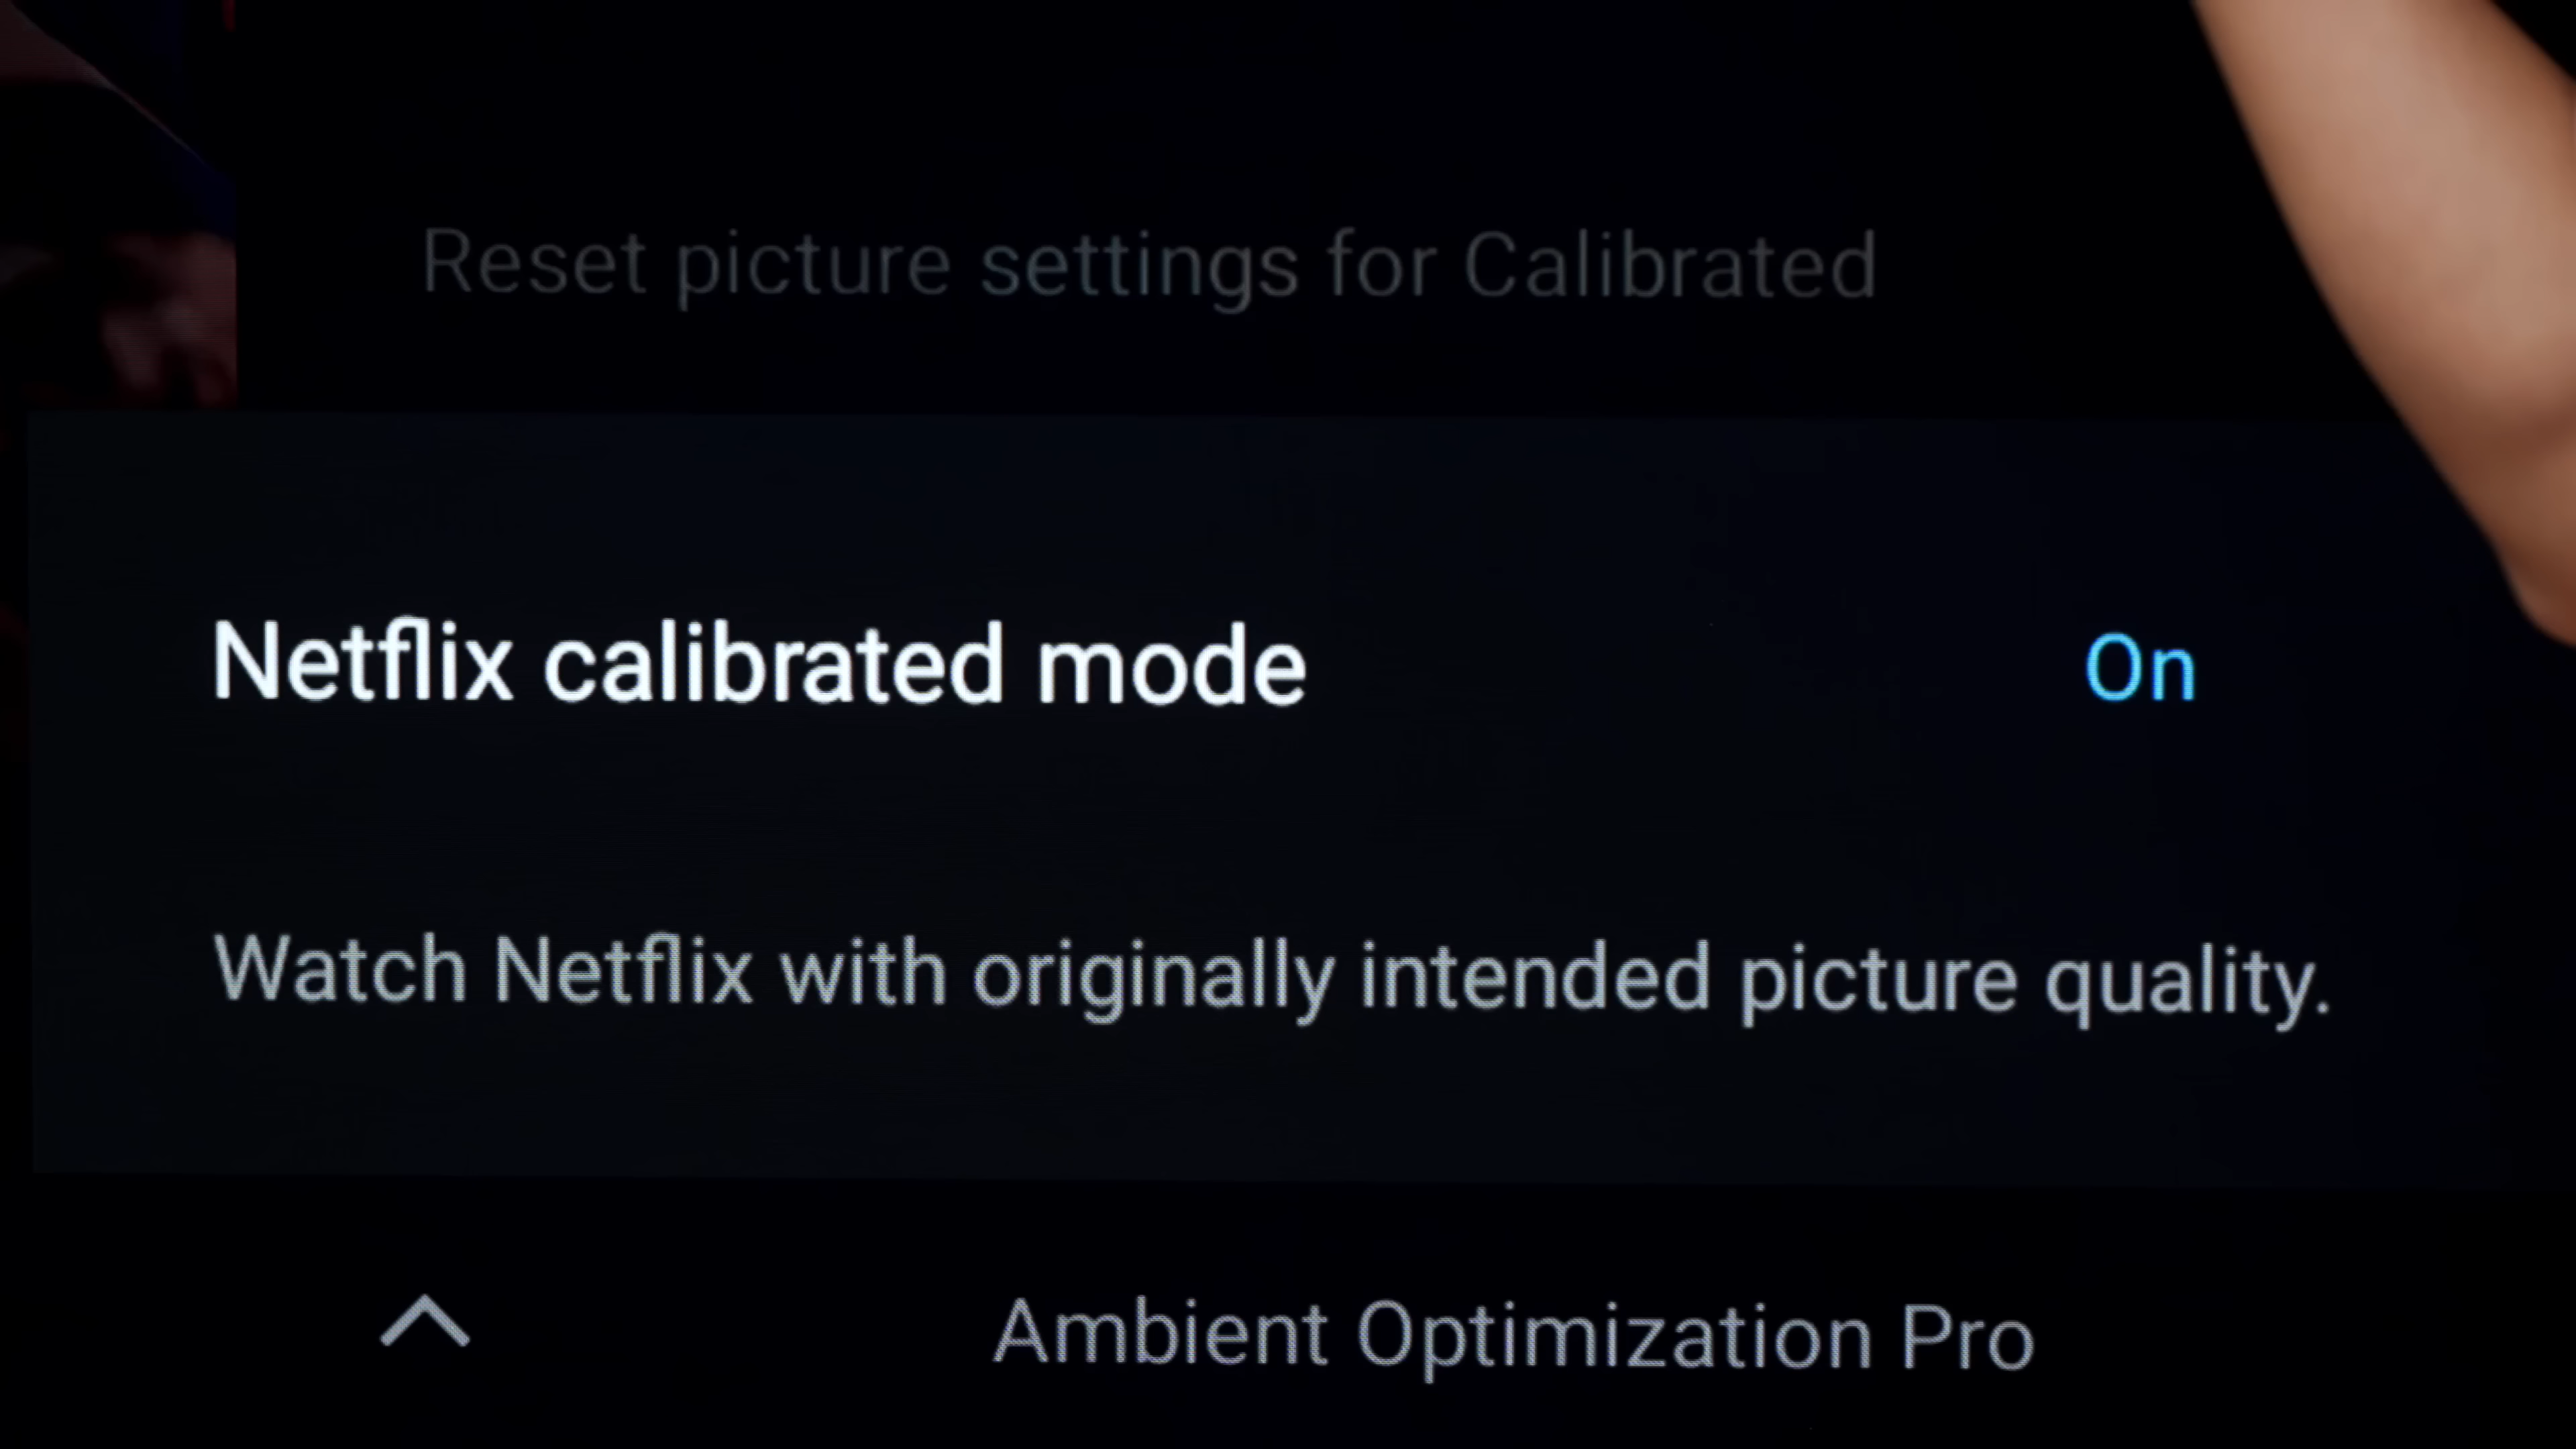 Reset picture settings for Calibrated
Netflix calibrated mode On
Watch Netflix with originally intended picture quality.
Ambient Optimization Pro